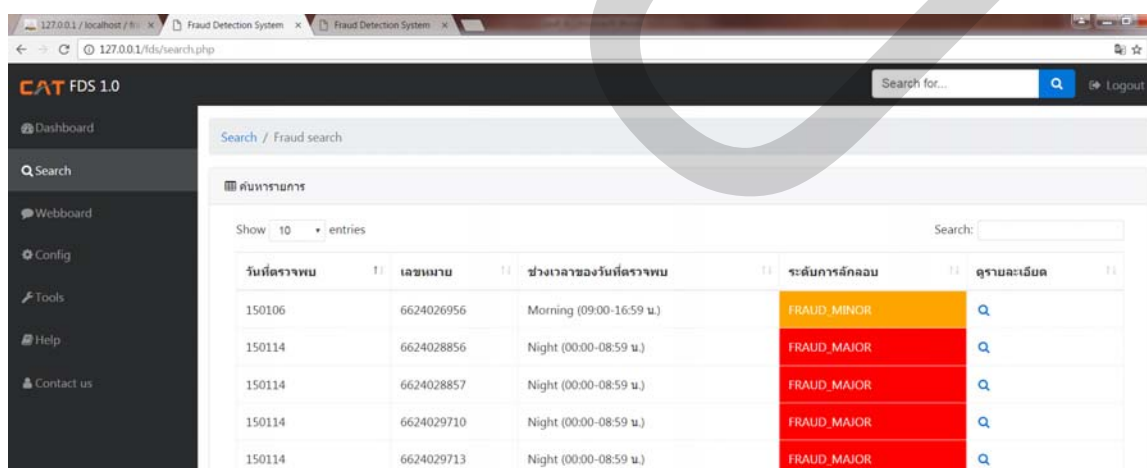 127.0.0.1 / localhost / fr
Fraud Detection System
Fraud Detection System
127.0.0.1/fds/search.php
CAT FDS 1.0
Search for...
Logout
Dashboard
Search / Fraud search
Search
ค้นหารายการ
Webboard
Show 10 entries
Search:
Config
วันที่ตรวจพบ เลขหมาย ช่วงเวลาของวันที่ตรวจพบ ระดับการลักลอบ ดูรายละเอียด
Tools
150106 6624026956 Morning (09:00-16:59 น.) FRAUD_MINOR
Help
150114 6624028856 Night (00:00-08:59 น.) FRAUD_MAJOR
Contact us
150114 6624028857 Night (00:00-08:59 น.) FRAUD_MAJOR
150114 6624029710 Night (00:00-08:59 น.) FRAUD_MAJOR
150114 6624029713 Night (00:00-08:59 น.) FRAUD_MAJOR